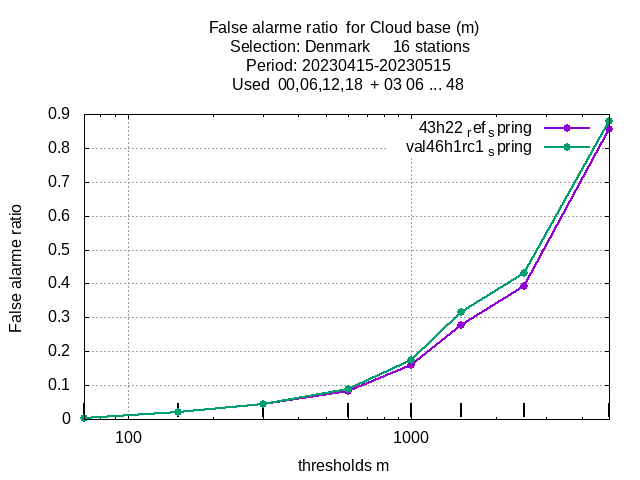 False alarme ratio  for Cloud base (m)
Selection: Denmark     16 stations
Period: 20230415-20230515
Used  00,06,12,18  + 03 06 ... 48
43h22 ref spring
val46h1rc1 spring
0.9
0.8
0.7
0.6
0.5
0.4
0.3
0.2
0.1
0
False alarme ratio
100
1000
thresholds m